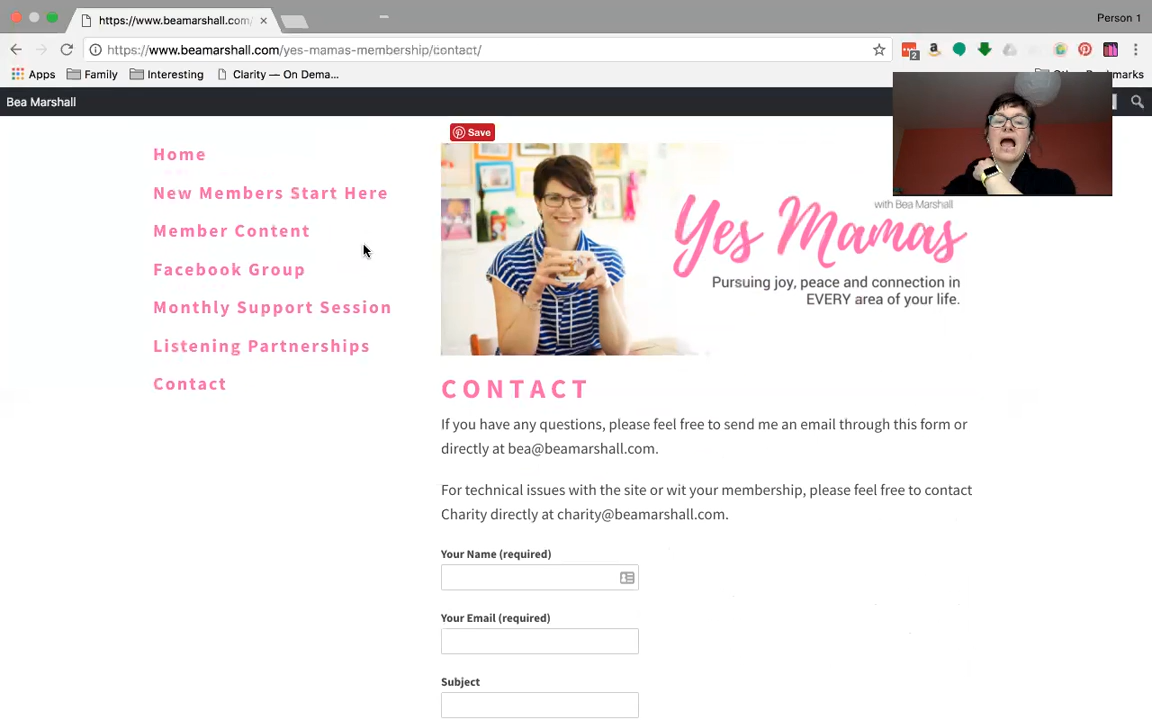 https://www.beamarshall.com/
Person 1
https://www.beamarshall.com/yes-mamas-membership/contact/
2
Apps
Family
Interesting
Clarity — On Dema...
Other Bookmarks
Bea Marshall
Save
Home
New Members Start Here
Member Content
Facebook Group
Monthly Support Session
Listening Partnerships
Contact
with Bea Marshall
Yes Mamas
Pursuing joy, peace and connection in
EVERY area of your life.
CONTACT
If you have any questions, please feel free to send me an email through this form or
directly at bea@beamarshall.com.
For technical issues with the site or wit your membership, please feel free to contact
Charity directly at charity@beamarshall.com.
Your Name (required)
Your Email (required)
Subject